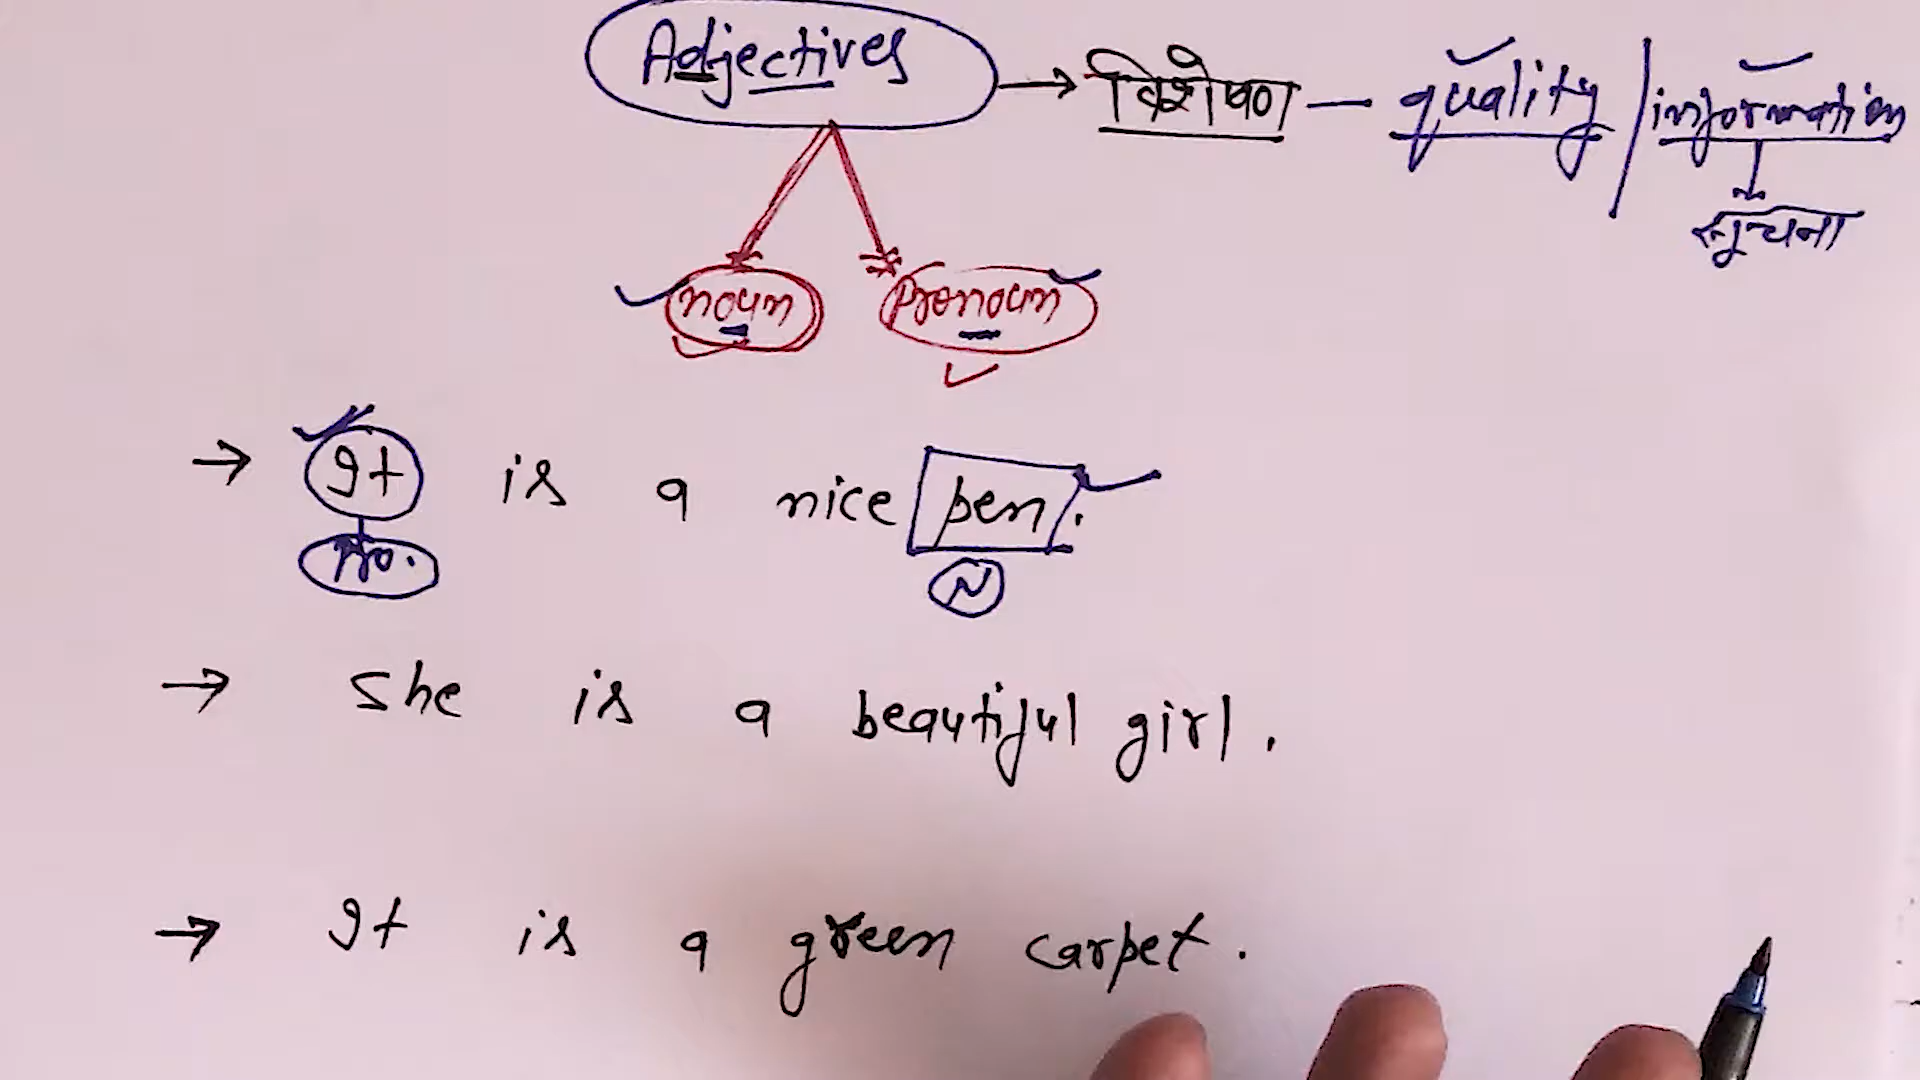 Adjectives → विशेषण — quality / information
सूचना
noun pronoun
→ It is a nice pen.
Pro. N
→ She is a beautiful girl.
→ It is a green carpet.